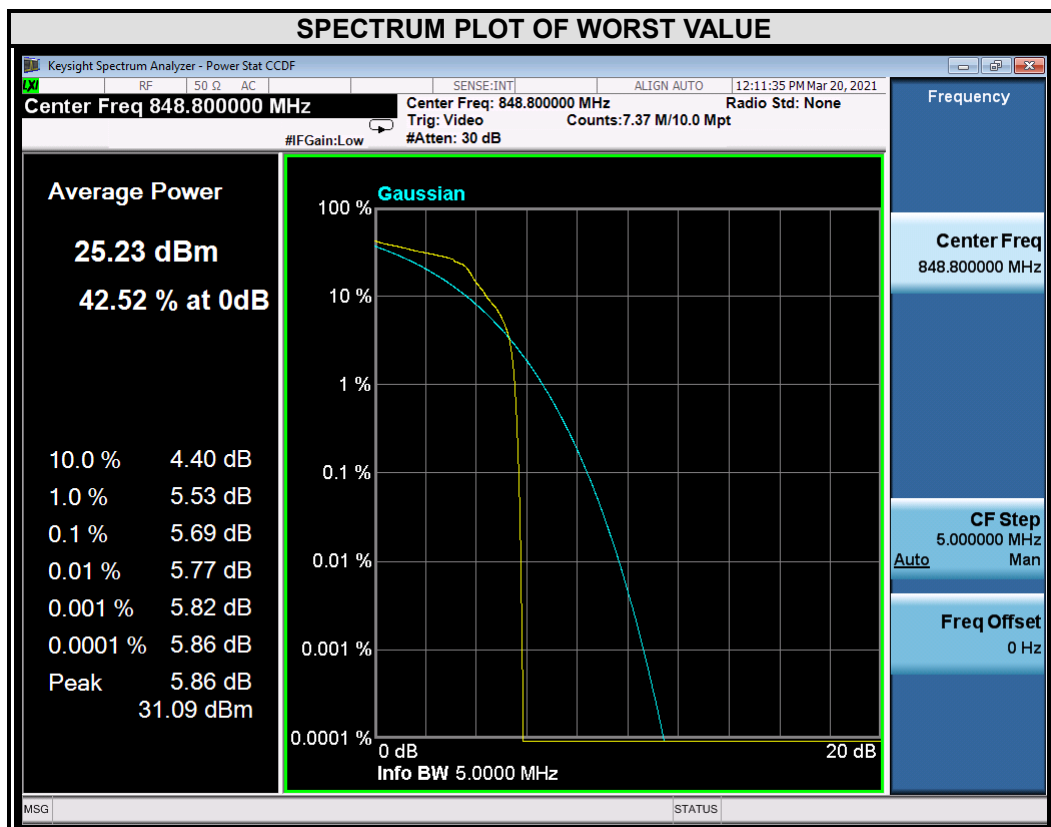 SPECTRUM PLOT OF WORST VALUE
Keysight Spectrum Analyzer - Power Stat CCDF
LXI RF 50 Ω AC SENSE:INT ALIGN AUTO 12:11:35 PM Mar 20, 2021
Center Freq 848.800000 MHz
#IFGain:Low
Center Freq: 848.800000 MHz Radio Std: None
Trig: Video Counts:7.37 M/10.0 Mpt
#Atten: 30 dB
Average Power
25.23 dBm
42.52 % at 0dB
10.0 % 4.40 dB
1.0 % 5.53 dB
0.1 % 5.69 dB
0.01 % 5.77 dB
0.001 % 5.82 dB
0.0001 % 5.86 dB
Peak 5.86 dB
31.09 dBm
Gaussian
100 %
10 %
1 %
0.1 %
0.01 %
0.001 %
0.0001 %
0 dB 20 dB
Info BW 5.0000 MHz
Frequency
Center Freq
848.800000 MHz
CF Step
5.000000 MHz
Auto Man
Freq Offset
0 Hz
MSG STATUS